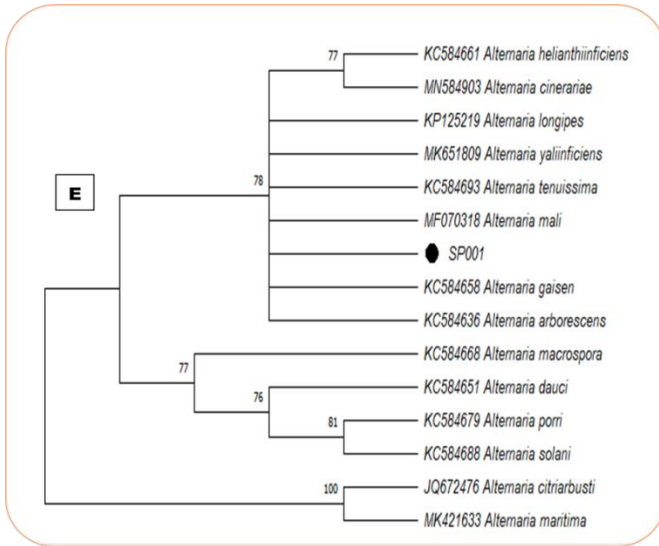 77
KC584661 Alternaria helianthiinficiens
MN584903 Alternaria cinerariae
KP125219 Alternaria longipes
MK651809 Alternaria yaliinficiens
E
78
KC584693 Alternaria tenuissima
MF070318 Alternaria mali
SP001
KC584658 Alternaria gaisen
KC584636 Alternaria arborescens
77
KC584668 Alternaria macrospora
76
KC584651 Alternaria dauci
81
KC584679 Alternaria porri
KC584688 Alternaria solani
100
JQ672476 Alternaria citriarbusti
MK421633 Alternaria maritima